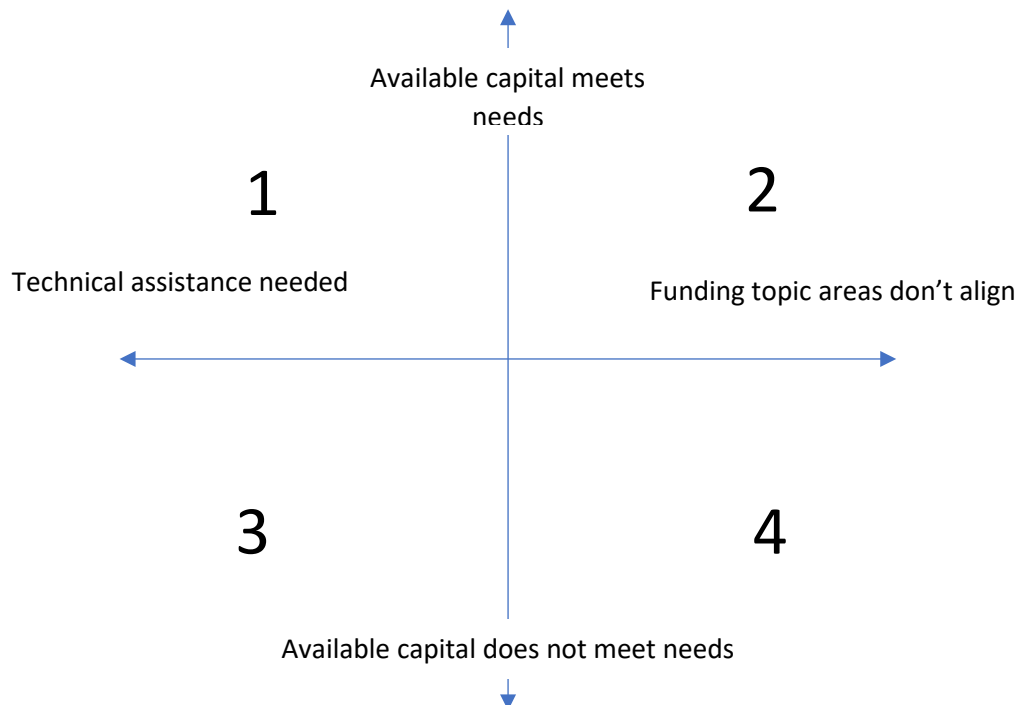 Available capital meets
needs
1
2
Technical assistance needed
Funding topic areas don’t align
3
4
Available capital does not meet needs